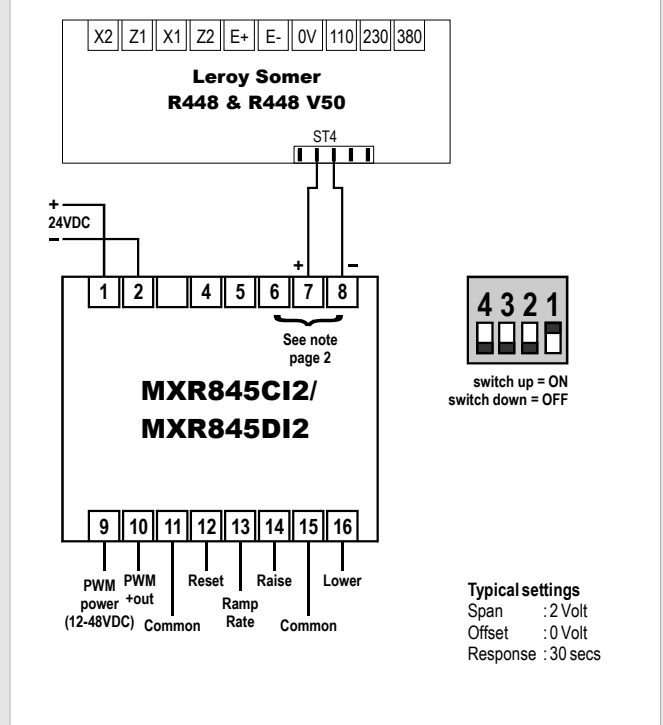 X2 Z1 X1 Z2 E+ E- 0V 110 230 380
Leroy Somer
R448 & R448 V50
ST4
+
24VDC
–
+ –
1 2 4 5 6 7 8
See note
page 2
MXR845CI2/
MXR845DI2
4 3 2 1
switch up = ON
switch down = OFF
9 10 11 12 13 14 15 16
PWM
power
(12-48VDC)
PWM
+out
Common
Reset
Ramp
Rate
Raise
Common
Lower
Typical settings
Span : 2 Volt
Offset : 0 Volt
Response : 30 secs